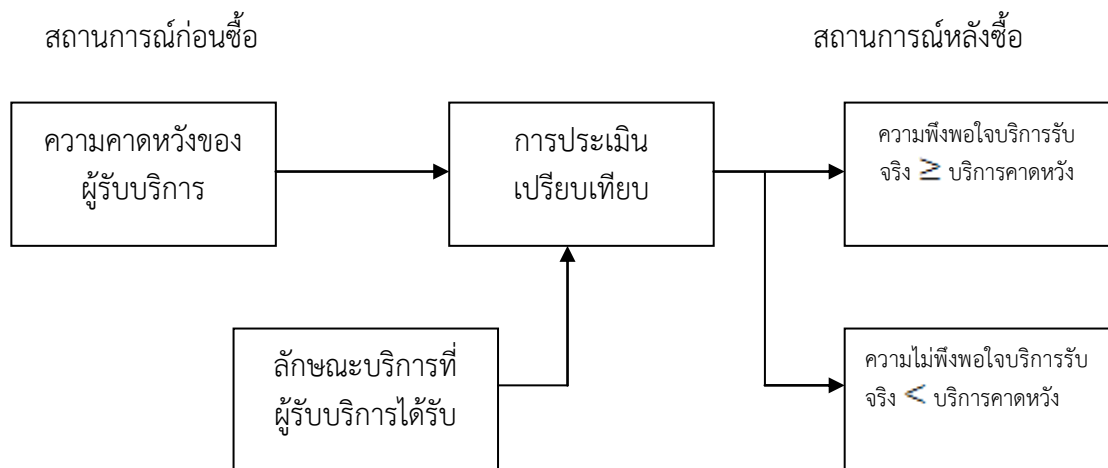 สถานการณ์ก่อนซื้อ
สถานการณ์หลังซื้อ
ความคาดหวังของ
ผู้รับบริการ
การประเมิน
เปรียบเทียบ
ความพึงพอใจบริการรับ
จริง ≥ บริการคาดหวัง
ลักษณะบริการที่
ผู้รับบริการได้รับ
ความไม่พึงพอใจบริการรับ
จริง < บริการคาดหวัง